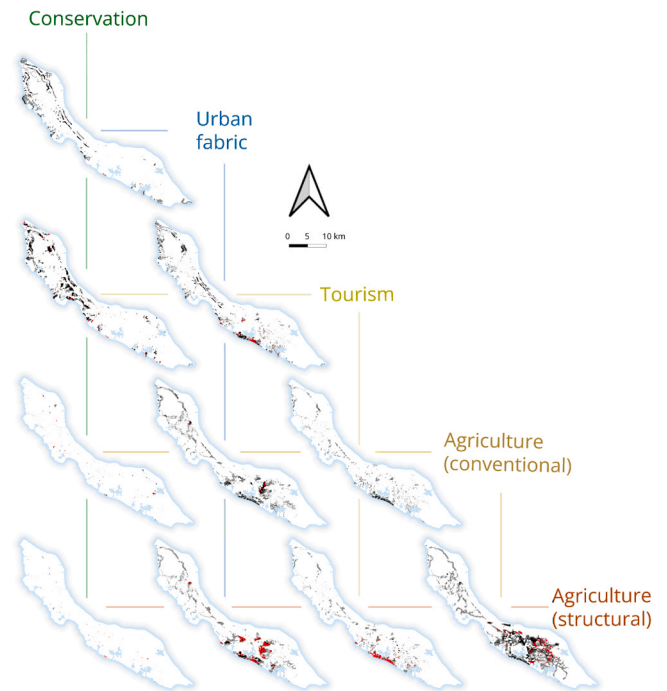 Conservation
Urban
fabric
0 5 10 km
Tourism
Agriculture
(conventional)
Agriculture
(structural)